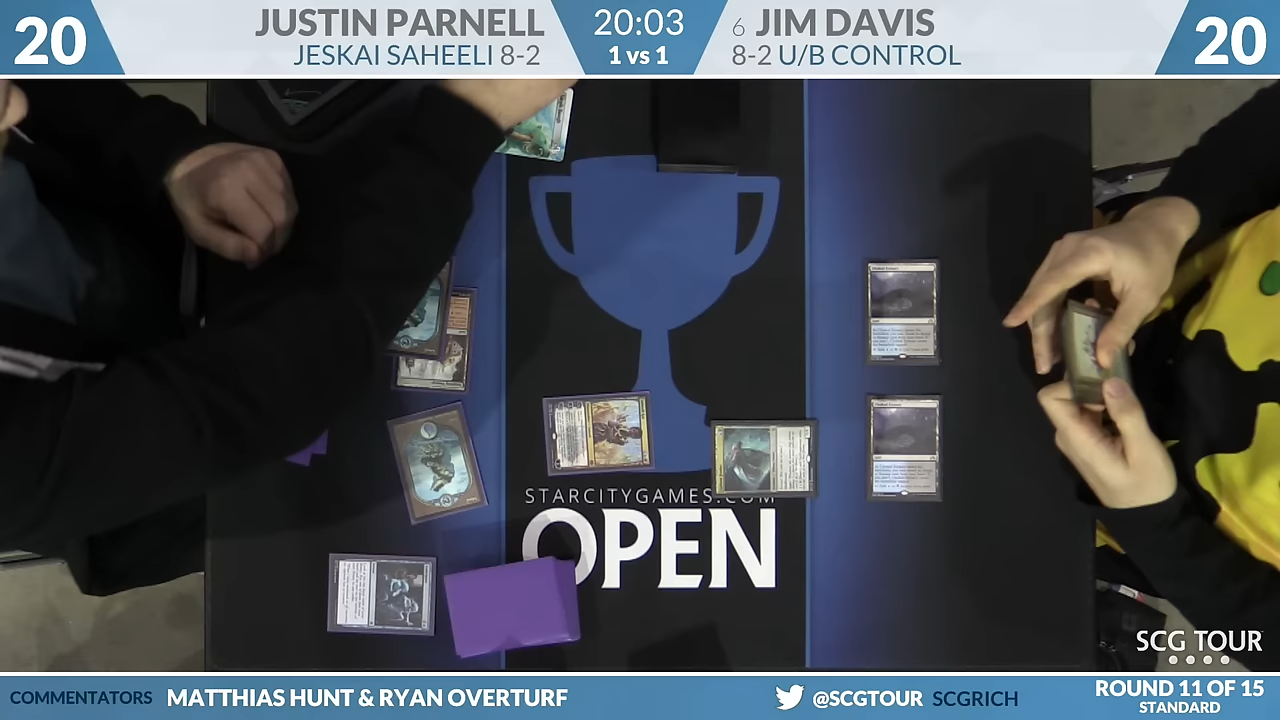 20
JUSTIN PARNELL
JESKAI SAHEELI 8-2
20:03
1 vs 1
6 JIM DAVIS
8-2 U/B CONTROL
20
STARCITYGAMES.COM
OPEN
SCG TOUR
COMMENTATORS MATTHIAS HUNT & RYAN OVERTURF
@SCGTOUR SCGRICH
ROUND 11 OF 15
STANDARD